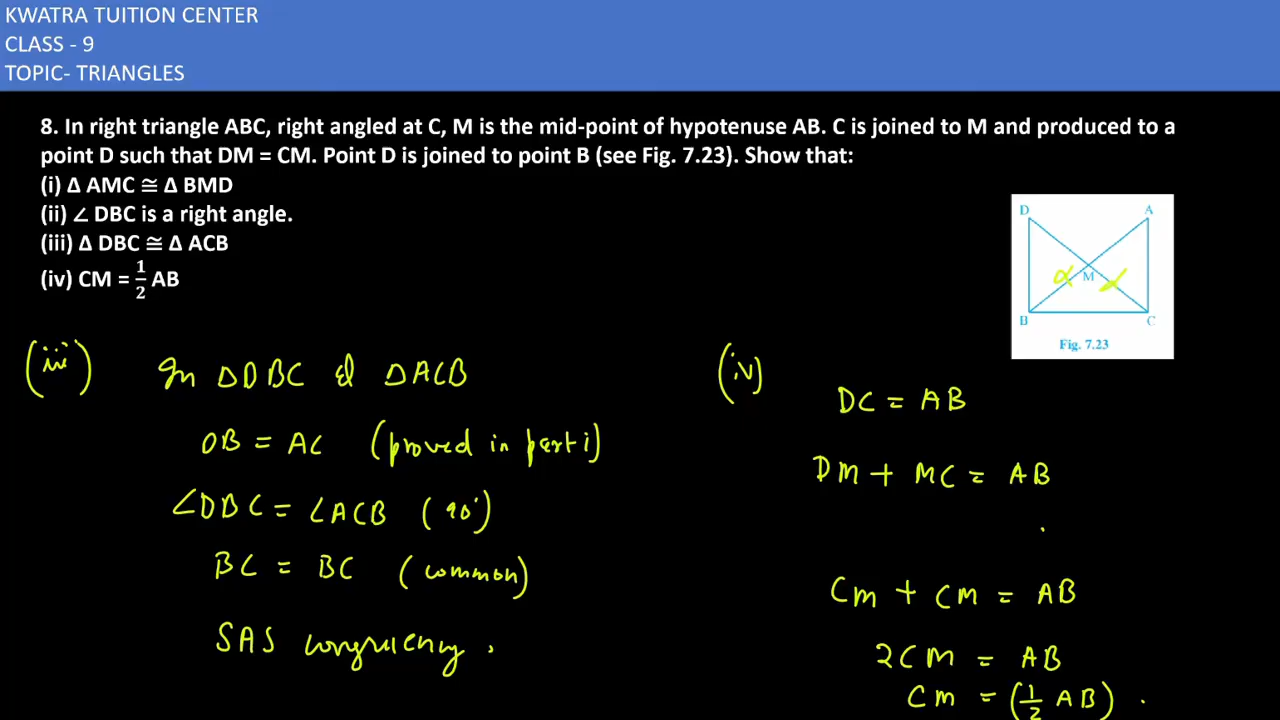 KWATRA TUITION CENTER
CLASS - 9
TOPIC- TRIANGLES
8. In right triangle ABC, right angled at C, M is the mid-point of hypotenuse AB. C is joined to M and produced to a
point D such that DM = CM. Point D is joined to point B (see Fig. 7.23). Show that:
(i) Δ AMC ≅ Δ BMD
(ii) ∠ DBC is a right angle.
(iii) Δ DBC ≅ Δ ACB
(iv) CM = 1/2 AB
D A
α M α
B C
Fig. 7.23
(iii) In ΔDBC & ΔACB
DB = AC (proved in part i)
∠DBC = ∠ACB (90°)
BC = BC (common)
SAS congruency.
(iv)
DC = AB
DM + MC = AB
CM + CM = AB
2CM = AB
CM = (1/2 AB).